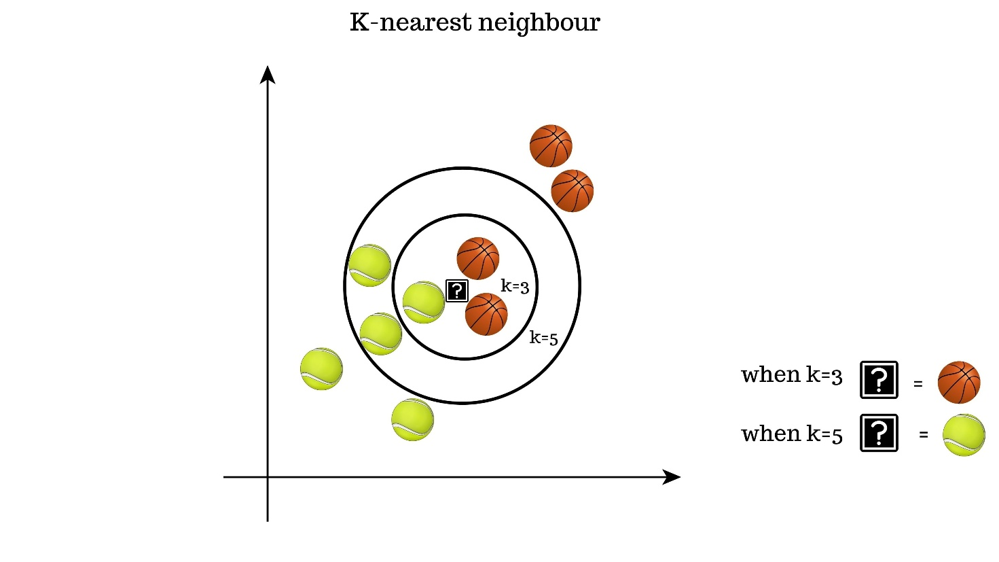 K-nearest neighbour
?
k=3
k=5
when k=3 ? =
when k=5 ? =